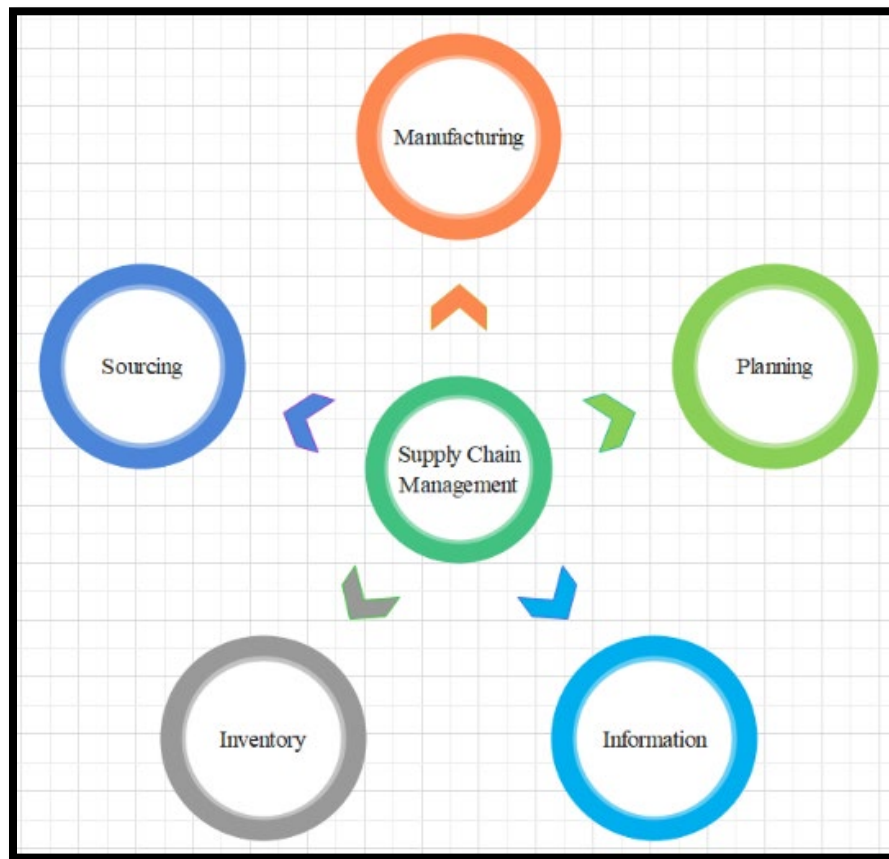 Manufacturing
Sourcing
Planning
Supply Chain
Management
Inventory
Information